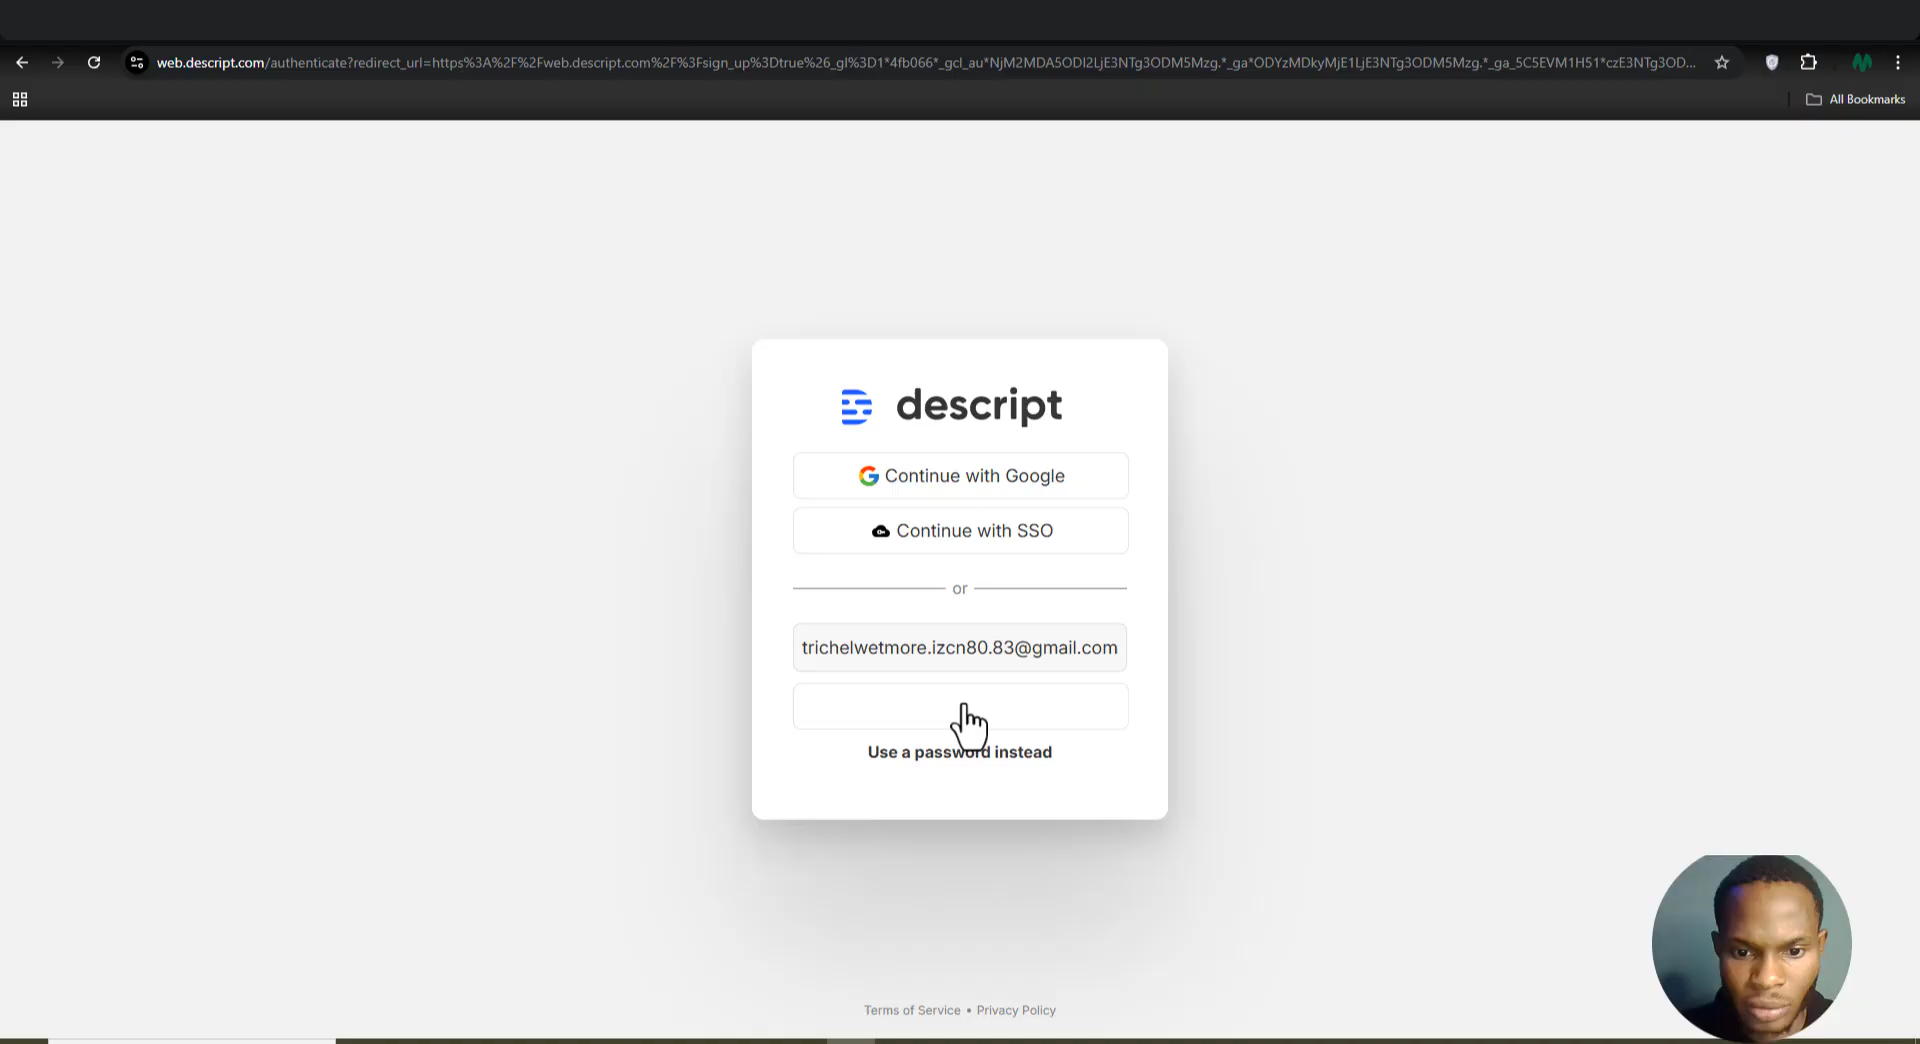 web.descript.com/authenticate?redirect_url=https%3A%2F%2Fweb.descript.com%2F%3Fsign_up%3Dtrue%26_gl%3D1*4fb066*_gcl_au*NjM2MDA5ODI2LjE3NTg3ODM5Mzg.*_ga*ODYzMDkyMjE1LjE3NTg3ODM5Mzg.*_ga_5C5EVM1H51*czE3NTg3OD...
All Bookmarks
descript
Continue with Google
Continue with SSO
or
trichelwetmore.izcn80.83@gmail.com
Use a password instead
Terms of Service • Privacy Policy